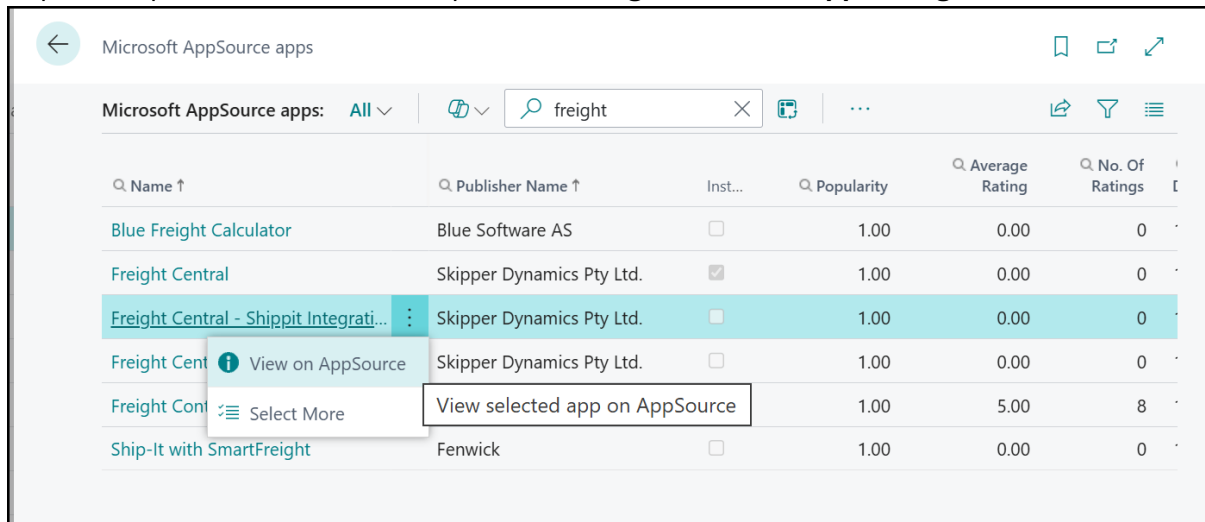 Microsoft AppSource apps
Microsoft AppSource apps: All freight ...
Name ↑ Publisher Name ↑ Inst... Popularity Average Rating No. Of Ratings
Blue Freight Calculator Blue Software AS 1.00 0.00 0
Freight Central Skipper Dynamics Pty Ltd. 1.00 0.00 0
Freight Central - Shippit Integrati... Skipper Dynamics Pty Ltd. 1.00 0.00 0
Freight Cent Skipper Dynamics Pty Ltd. 1.00 0.00 0
View on AppSource
Freight Cont 1.00 5.00 8
Select More
View selected app on AppSource
Ship-It with SmartFreight Fenwick 1.00 0.00 0